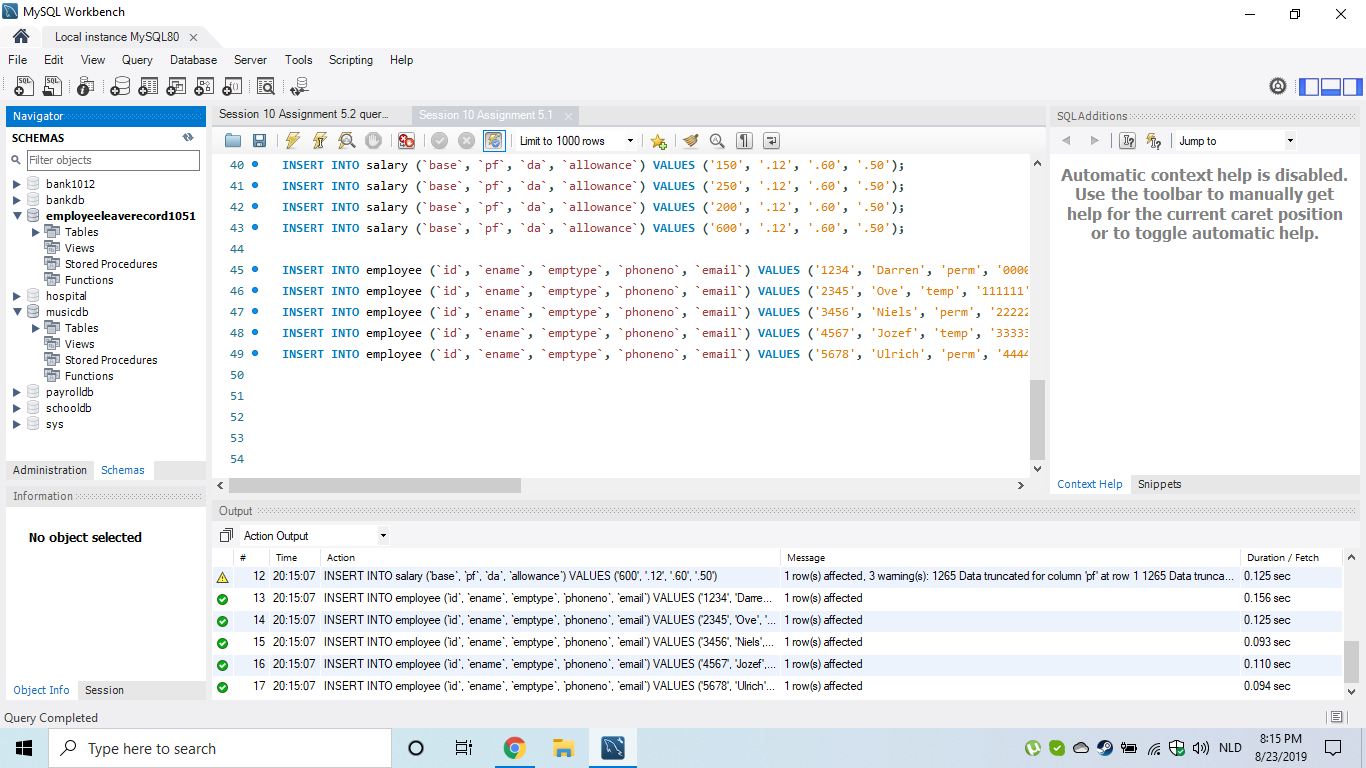 MySQL Workbench
Local instance MySQL80
File Edit View Query Database Server Tools Scripting Help
Navigator
SCHEMAS
Filter objects
bank1012
bankdb
employeeleaverecord1051
Tables
Views
Stored Procedures
Functions
hospital
musicdb
Tables
Views
Stored Procedures
Functions
payrolldb
schooldb
sys
Administration Schemas
Information
No object selected
Object Info Session
Session 10 Assignment 5.2 quer... Session 10 Assignment 5.1
Limit to 1000 rows
40 INSERT INTO salary (`base`, `pf`, `da`, `allowance`) VALUES ('150', '.12', '.60', '.50');
41 INSERT INTO salary (`base`, `pf`, `da`, `allowance`) VALUES ('250', '.12', '.60', '.50');
42 INSERT INTO salary (`base`, `pf`, `da`, `allowance`) VALUES ('200', '.12', '.60', '.50');
43 INSERT INTO salary (`base`, `pf`, `da`, `allowance`) VALUES ('600', '.12', '.60', '.50');
44
45 INSERT INTO employee (`id`, `ename`, `emptype`, `phoneno`, `email`) VALUES ('1234', 'Darren', 'perm', '0000
46 INSERT INTO employee (`id`, `ename`, `emptype`, `phoneno`, `email`) VALUES ('2345', 'Ove', 'temp', '111111'
47 INSERT INTO employee (`id`, `ename`, `emptype`, `phoneno`, `email`) VALUES ('3456', 'Niels', 'perm', '22222
48 INSERT INTO employee (`id`, `ename`, `emptype`, `phoneno`, `email`) VALUES ('4567', 'Jozef', 'temp', '33333
49 INSERT INTO employee (`id`, `ename`, `emptype`, `phoneno`, `email`) VALUES ('5678', 'Ulrich', 'perm', '4444
50
51
52
53
54
SQLAdditions
Jump to
Automatic context help is disabled.
Use the toolbar to manually get
help for the current caret position
or to toggle automatic help.
Context Help Snippets
Output
Action Output
# Time Action Message Duration / Fetch
12 20:15:07 INSERT INTO salary (`base`, `pf`, `da`, `allowance`) VALUES ('600', '.12', '.60', '.50') 1 row(s) affected, 3 warning(s): 1265 Data truncated for column 'pf' at row 1 1265 Data trunca... 0.125 sec
13 20:15:07 INSERT INTO employee (`id`, `ename`, `emptype`, `phoneno`, `email`) VALUES ('1234', 'Darre... 1 row(s) affected 0.156 sec
14 20:15:07 INSERT INTO employee (`id`, `ename`, `emptype`, `phoneno`, `email`) VALUES ('2345', 'Ove', '... 1 row(s) affected 0.125 sec
15 20:15:07 INSERT INTO employee (`id`, `ename`, `emptype`, `phoneno`, `email`) VALUES ('3456', 'Niels',... 1 row(s) affected 0.093 sec
16 20:15:07 INSERT INTO employee (`id`, `ename`, `emptype`, `phoneno`, `email`) VALUES ('4567', 'Jozef',... 1 row(s) affected 0.110 sec
17 20:15:07 INSERT INTO employee (`id`, `ename`, `emptype`, `phoneno`, `email`) VALUES ('5678', 'Ulrich'... 1 row(s) affected 0.094 sec
Query Completed
Type here to search
NLD
8:15 PM
8/23/2019